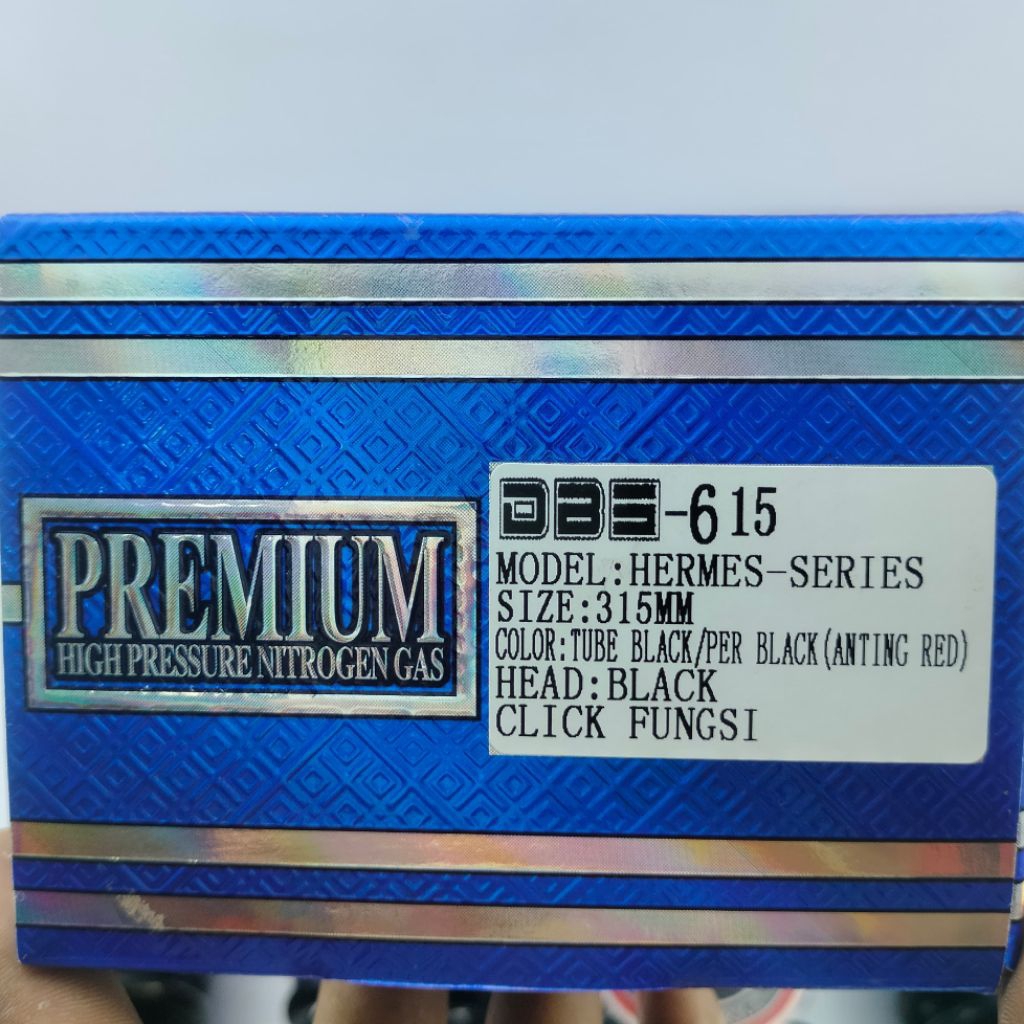 PREMIUM
HIGH PRESSURE NITROGEN GAS
DBS-615
MODEL:HERMES-SERIES
SIZE:315MM
COLOR:TUBE BLACK/PER BLACK(ANTING RED)
HEAD:BLACK
CLICK FUNGSI